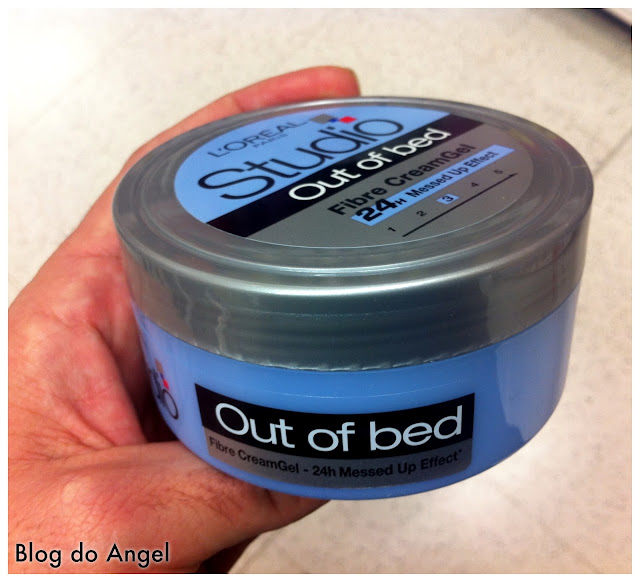 L'ORÉAL
PARIS
Studio
Out of bed
Fibre CreamGel
24H Messed Up Effect
1 2 3 4 5
dio
Out of bed
Fibre CreamGel - 24h Messed Up Effect*
Blog do Angel